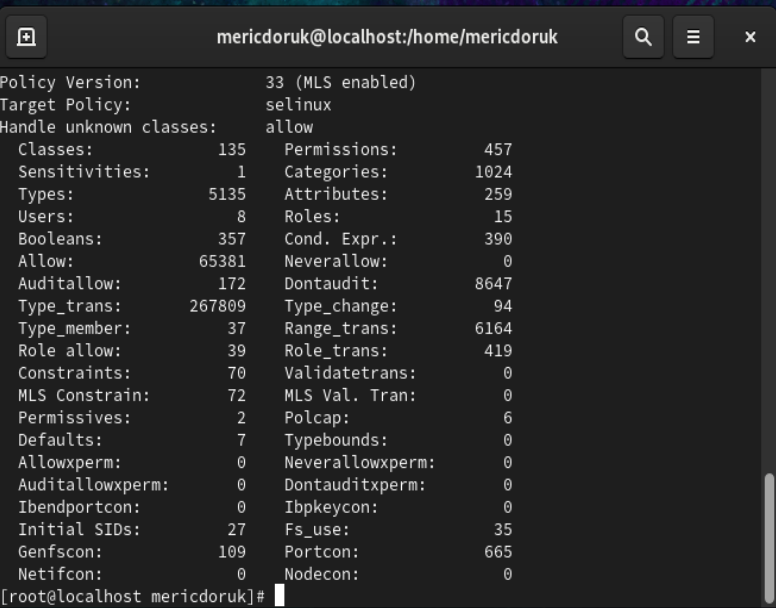 mericdoruk@localhost:/home/mericdoruk
Policy Version: 33 (MLS enabled)
Target Policy: selinux
Handle unknown classes: allow
Classes: 135 Permissions: 457
Sensitivities: 1 Categories: 1024
Types: 5135 Attributes: 259
Users: 8 Roles: 15
Booleans: 357 Cond. Expr.: 390
Allow: 65381 Neverallow: 0
Auditallow: 172 Dontaudit: 8647
Type_trans: 267809 Type_change: 94
Type_member: 37 Range_trans: 6164
Role allow: 39 Role_trans: 419
Constraints: 70 Validatetrans: 0
MLS Constrain: 72 MLS Val. Tran: 0
Permissives: 2 Polcap: 6
Defaults: 7 Typebounds: 0
Allowxperm: 0 Neverallowxperm: 0
Auditallowxperm: 0 Dontauditxperm: 0
Ibendportcon: 0 Ibpkeycon: 0
Initial SIDs: 27 Fs_use: 35
Genfscon: 109 Portcon: 665
Netifcon: 0 Nodecon: 0
[root@localhost mericdoruk]#